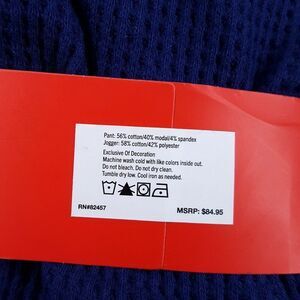 Pant: 56% cotton/40% modal/4% spandex
Jogger: 58% cotton/42% polyester
Exclusive Of Decoration
Machine wash cold with like colors inside out.
Do not bleach. Do not dry clean.
Tumble dry low. Cool iron as needed.
RN#82457
MSRP: $84.95